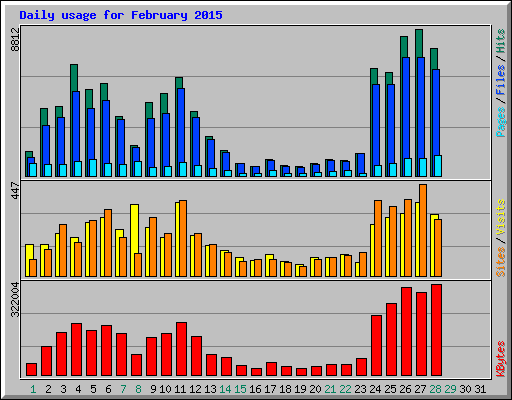 Daily usage for February 2015
8812
Pages / Files / Hits
447
Sites / Visits
322004
KBytes
1 2 3 4 5 6 7 8 9 10 11 12 13 14 15 16 17 18 19 20 21 22 23 24 25 26 27 28 29 30 31